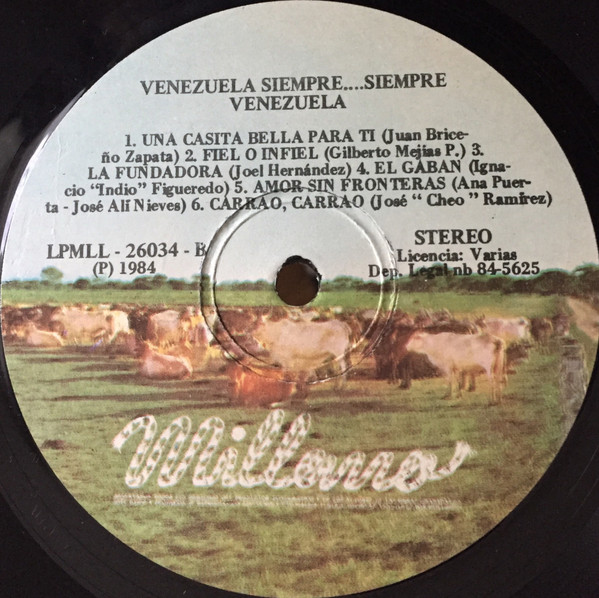 VENEZUELA SIEMPRE....SIEMPRE
VENEZUELA
1. UNA CASITA BELLA PARA TI (Juan Brice-
ño Zapata) 2. FIEL O INFIEL (Gilberto Mejías P.) 3.
LA FUNDADORA (Joel Hernández) 4. EL GABAN (Igna-
cio “Indio” Figueredo) 5. AMOR SIN FRONTERAS (Ana Puer-
ta - José Alí Nieves) 6. CARRAO, CARRAO (José “Cheo” Ramírez)
LPMLL - 26034 - B
(P) 1984
STEREO
Licencia: Varias
Dep. Legal nb 84-5625
Millano